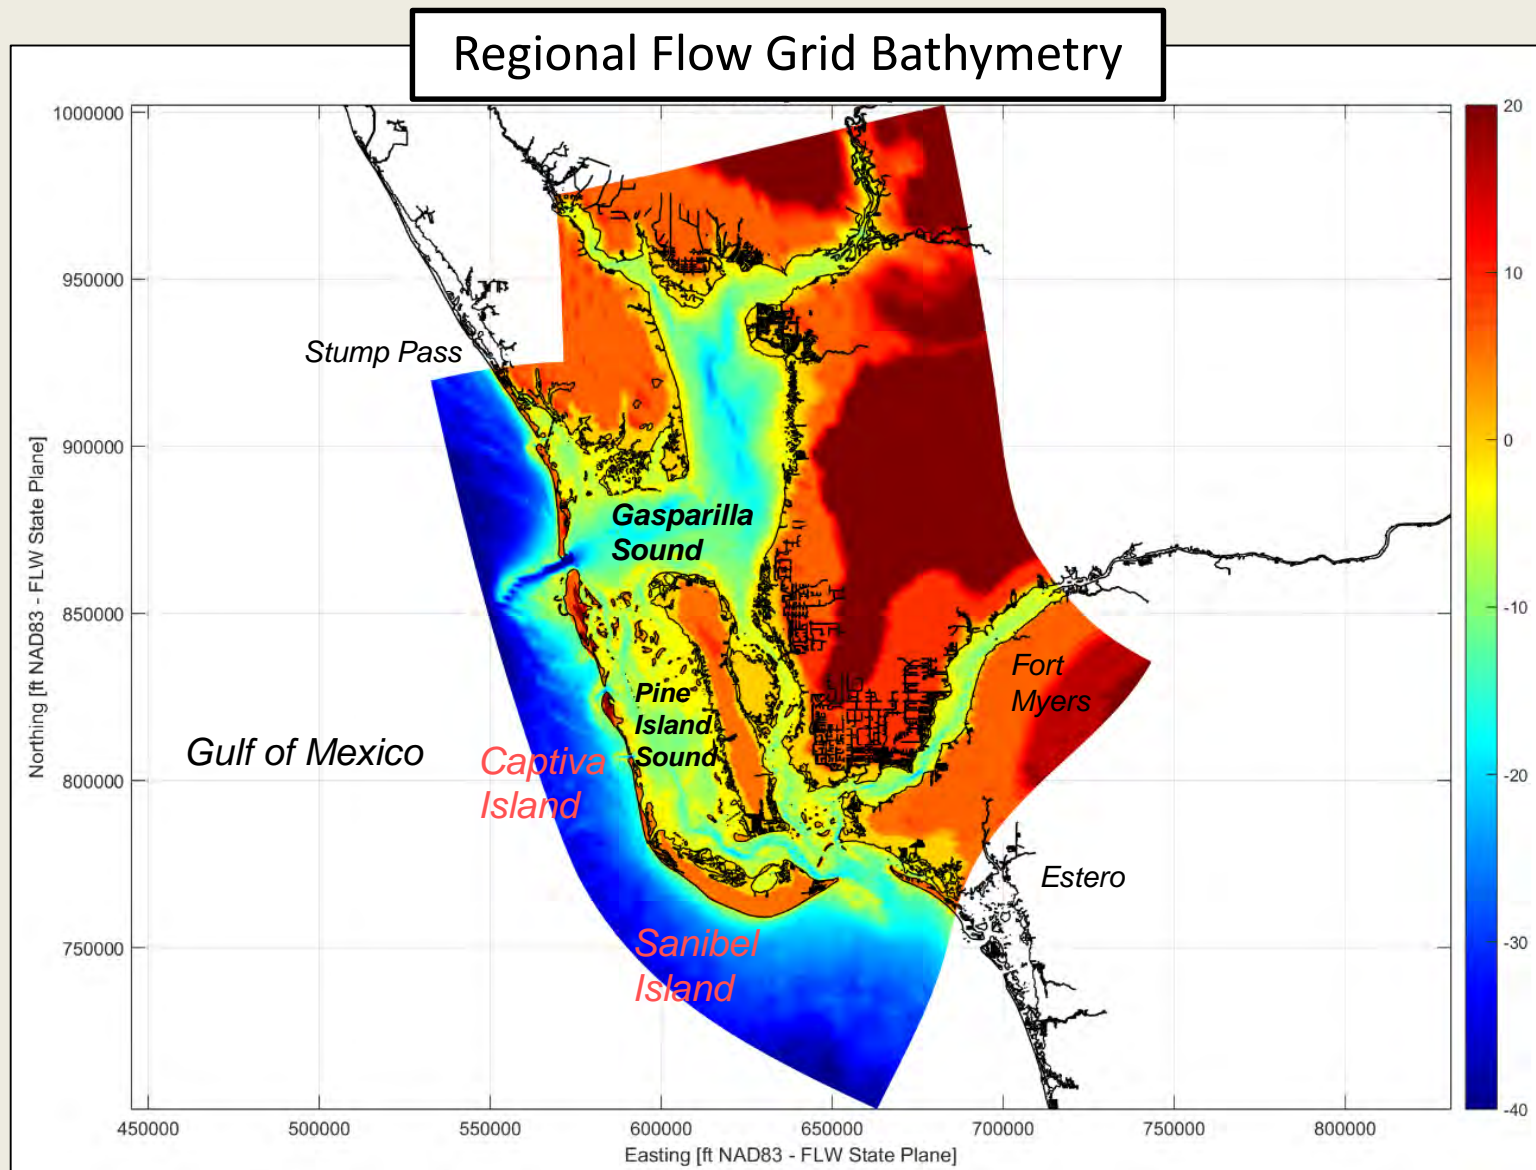 Regional Flow Grid Bathymetry
1000000
950000
900000
850000
800000
750000
Northing [ft NAD83 - FLW State Plane]
Stump Pass
Gasparilla
Sound
Pine
Island
Sound
Fort
Myers
Gulf of Mexico
Captiva
Island
Estero
Sanibel
Island
20
10
0
-10
-20
-30
-40
450000
500000
550000
600000
650000
700000
750000
800000
Easting [ft NAD83 - FLW State Plane]